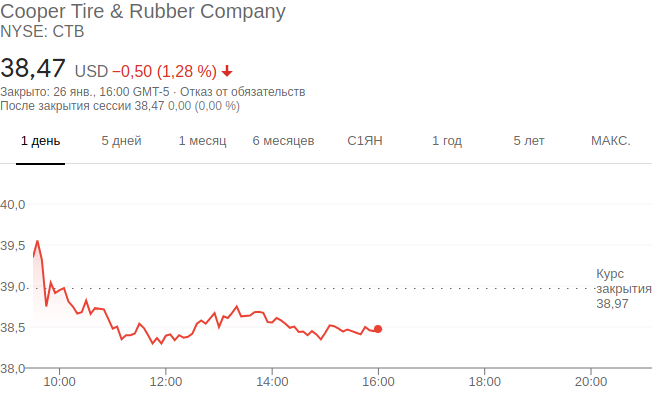 Cooper Tire & Rubber Company
NYSE: CTB
38,47 USD −0,50 (1,28 %)
Закрыто: 26 янв., 16:00 GMT-5 · Отказ от обязательств
После закрытия сессии 38,47 0,00 (0,00 %)
1 день 5 дней 1 месяц 6 месяцев С1ЯН 1 год 5 лет МАКС.
40,0
39,5
39,0
38,5
38,0
Курс
закрытия
38,97
10:00 12:00 14:00 16:00 18:00 20:00